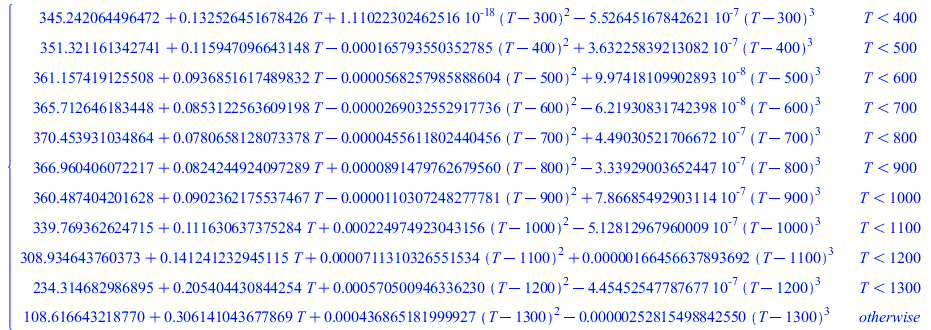 345.242064496472+0.132526451678426 T+1.11022302462516 10^-18 (T−300)^2−5.52645167842621 10^-7 (T−300)^3 T<400
351.321161342741+0.115947096643148 T−0.000165793550352785 (T−400)^2+3.63225839213082 10^-7 (T−400)^3 T<500
361.157419125508+0.0936851617489832 T−0.0000568257985888604 (T−500)^2+9.97418109902893 10^-8 (T−500)^3 T<600
365.712646183448+0.0853122563609198 T−0.0000269032552917736 (T−600)^2−6.21930831742398 10^-8 (T−600)^3 T<700
370.453931034864+0.0780658128073378 T−0.0000455611802440456 (T−700)^2+4.49030521706672 10^-7 (T−700)^3 T<800
366.960406072217+0.0824244924097289 T+0.0000891479762679560 (T−800)^2−3.33929003652447 10^-7 (T−800)^3 T<900
360.487404201628+0.0902362175537467 T−0.0000110307248277781 (T−900)^2+7.86685492903114 10^-7 (T−900)^3 T<1000
339.769362624715+0.111630637375284 T+0.000224974923043156 (T−1000)^2−5.12812967960009 10^-7 (T−1000)^3 T<1100
308.934643760373+0.141241232945115 T+0.0000711310326551534 (T−1100)^2+0.00000166456637893692 (T−1100)^3 T<1200
234.314682986895+0.205404430844254 T+0.000570500946336230 (T−1200)^2−4.45452547787677 10^-7 (T−1200)^3 T<1300
108.616643218770+0.306141043677869 T+0.000436865181999927 (T−1300)^2−0.00000252815498842550 (T−1300)^3 otherwise